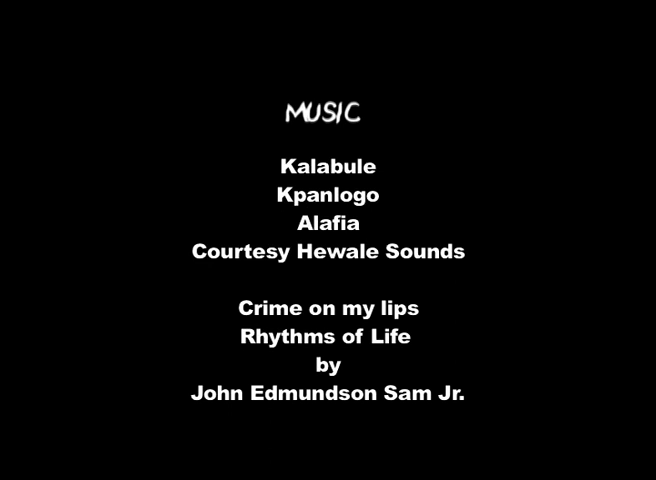 MUSIC
Kalabule
Kpanlogo
Alafia
Courtesy Hewale Sounds
Crime on my lips
Rhythms of Life
by
John Edmundson Sam Jr.